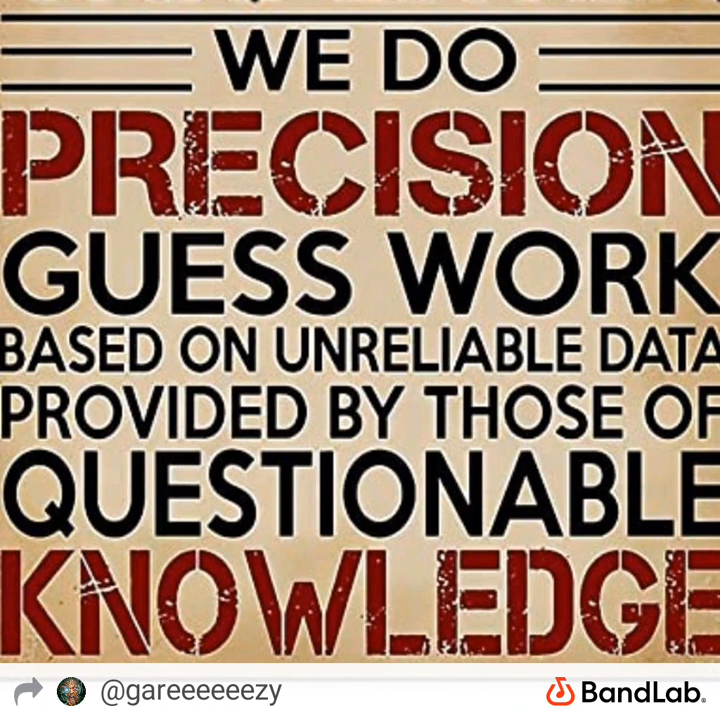 WE DO
PRECISION
GUESS WORK
BASED ON UNRELIABLE DATA
PROVIDED BY THOSE OF
QUESTIONABLE
KNOWLEDGE
@gareeeeeezy BandLab.